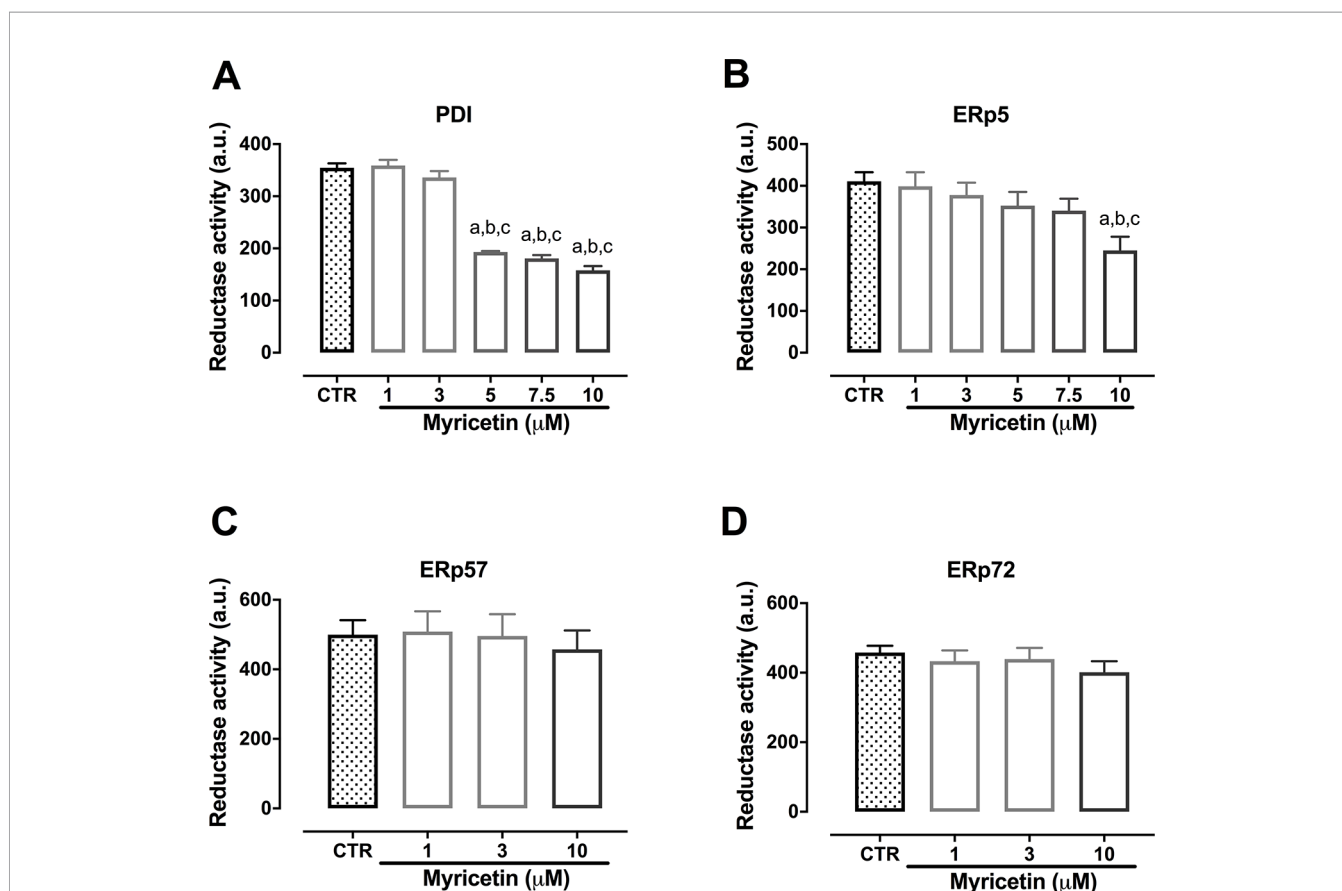 A
PDI
Reductase activity (a.u.)
400
300
200
100
0
a,b,c a,b,c a,b,c
CTR 1 3 5 7.5 10
Myricetin (μM)
B
ERp5
Reductase activity (a.u.)
500
400
300
200
100
0
a,b,c
CTR 1 3 5 7.5 10
Myricetin (μM)
C
ERp57
Reductase activity (a.u.)
600
400
200
0
CTR 1 3 10
Myricetin (μM)
D
ERp72
Reductase activity (a.u.)
600
400
200
0
CTR 1 3 10
Myricetin (μM)